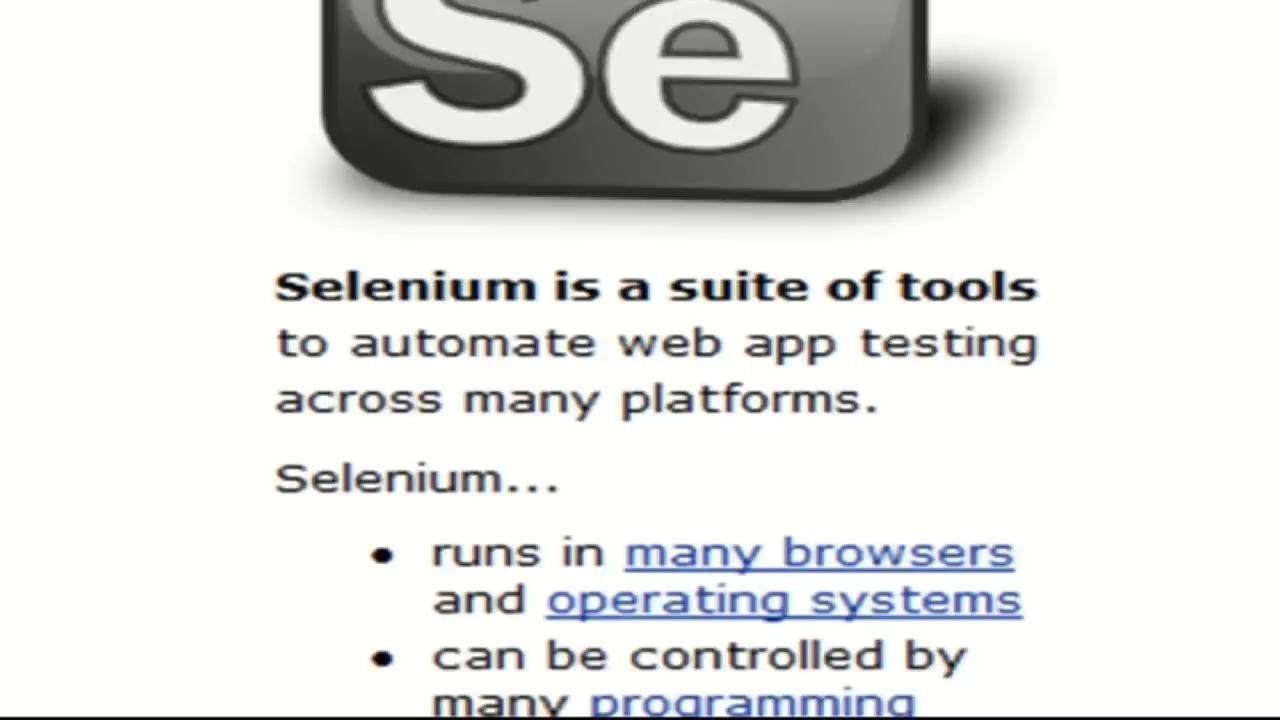 Se
Selenium is a suite of tools
to automate web app testing
across many platforms.
Selenium...
• runs in many browsers
and operating systems
• can be controlled by
many programming